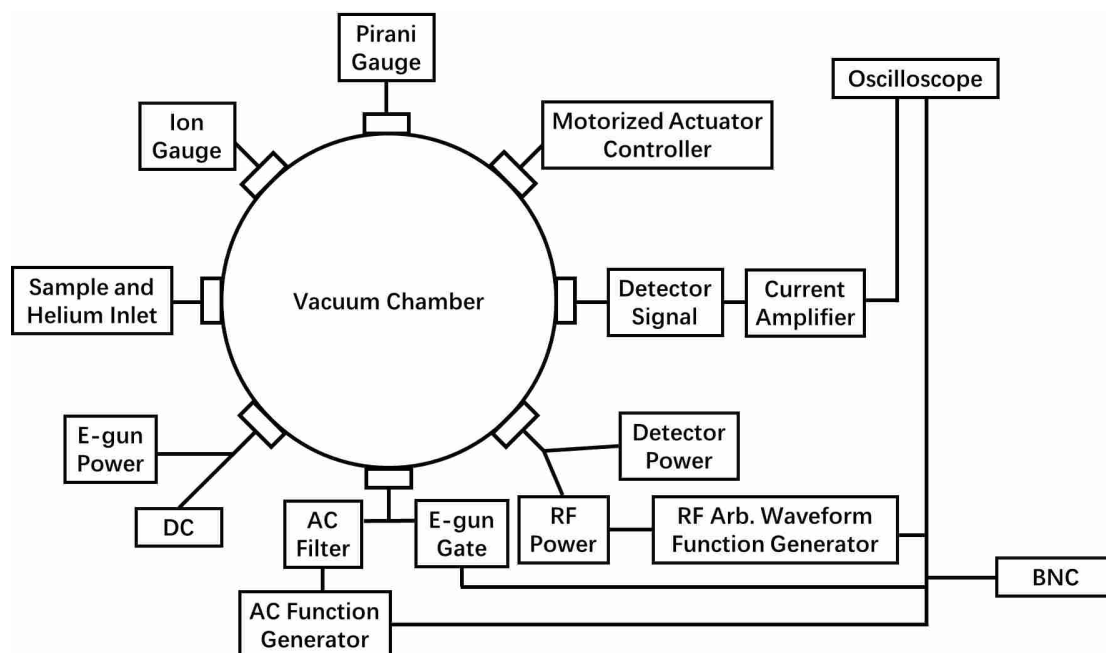 Pirani
Gauge
Oscilloscope
Ion
Gauge
Motorized Actuator
Controller
Sample and
Helium Inlet
Vacuum Chamber
Detector
Signal
Current
Amplifier
E-gun
Power
Detector
Power
DC
AC
Filter
E-gun
Gate
RF
Power
RF Arb. Waveform
Function Generator
BNC
AC Function
Generator